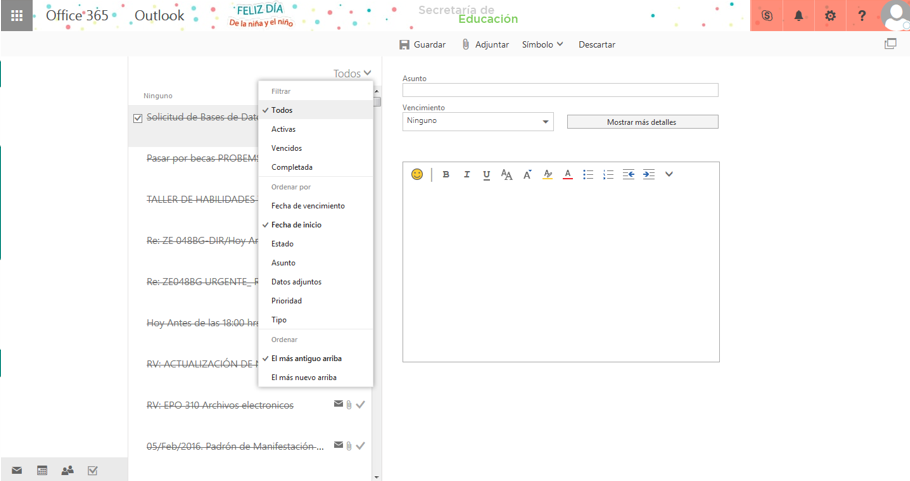 Office 365
Outlook
FELIZ DÍA
De la niña y el niño
Secretaría de
Educación
Guardar
Adjuntar
Símbolo
Descartar
Todos
Ninguno
Solicitud de Bases de Dato
Pasar por becas PROBEMS
TALLER DE HABILIDADES
Re: ZE 048BG-DIR/Hoy An
Re: ZE048BG URGENTE_
Hoy Antes de las 18:00 hrs
RV: ACTUALIZACIÓN DE
RV: EPO 310 Archivos electronicos
05/Feb/2016. Padrón de Manifestación ...
Filtrar
Todos
Activas
Vencidos
Completada
Ordenar por
Fecha de vencimiento
Fecha de inicio
Estado
Asunto
Datos adjuntos
Prioridad
Tipo
Ordenar
El más antiguo arriba
El más nuevo arriba
Asunto
Vencimiento
Ninguno
Mostrar más detalles
B I U A A A A